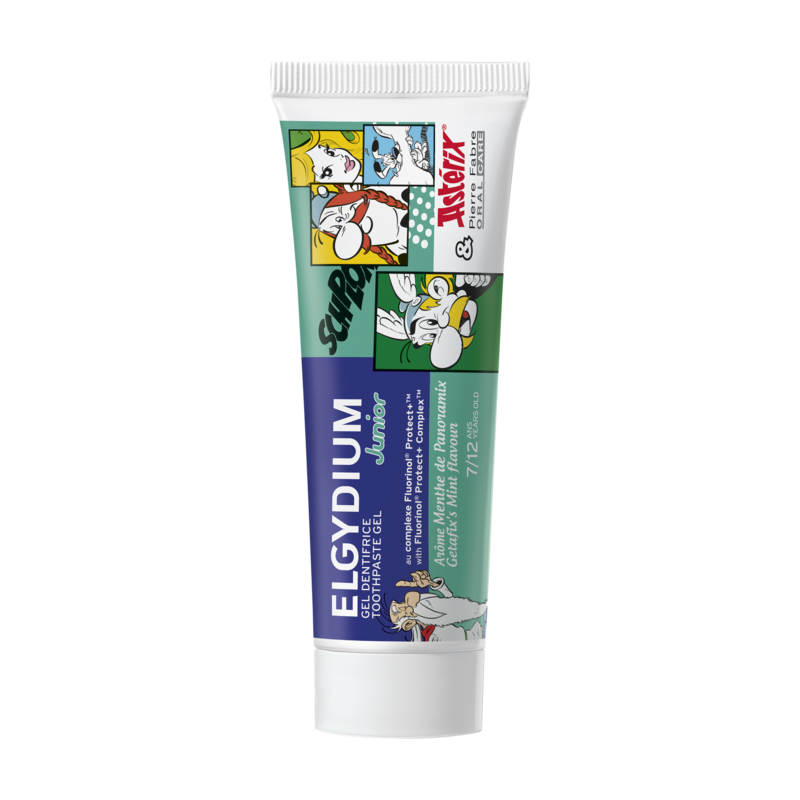 Astérix®
& Pierre Fabre
ORAL CARE
ELGYDIUM
Junior
GEL DENTIFRICE
TOOTHPASTE GEL
au complexe Fluorinol® Protect+™
with Fluorinol® Protect+ Complex™
Arôme Menthe de Panoramix
Getafix's Mint flavour
7/12 ANS
YEARS OLD